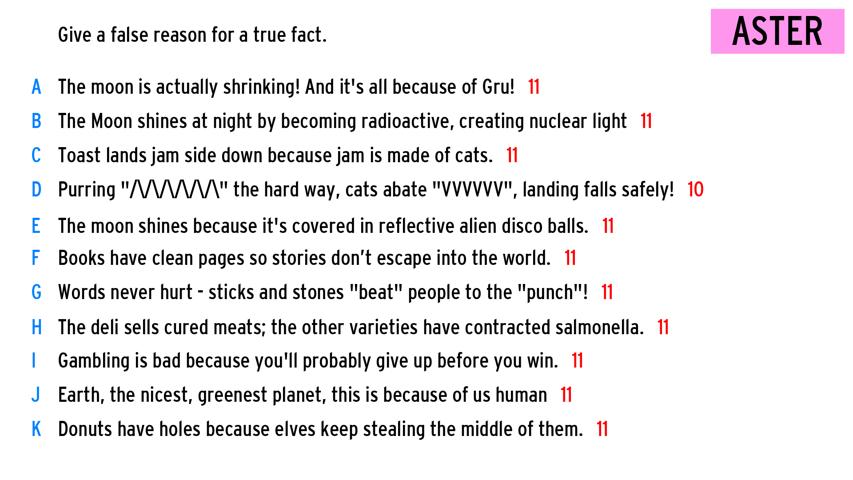 Give a false reason for a true fact.
ASTER
A The moon is actually shrinking! And it's all because of Gru! 11
B The Moon shines at night by becoming radioactive, creating nuclear light 11
C Toast lands jam side down because jam is made of cats. 11
D Purring "/\/\/\/\/\/\/\" the hard way, cats abate "VVVVVV", landing falls safely! 10
E The moon shines because it's covered in reflective alien disco balls. 11
F Books have clean pages so stories don’t escape into the world. 11
G Words never hurt - sticks and stones "beat" people to the "punch"! 11
H The deli sells cured meats; the other varieties have contracted salmonella. 11
I Gambling is bad because you'll probably give up before you win. 11
J Earth, the nicest, greenest planet, this is because of us human 11
K Donuts have holes because elves keep stealing the middle of them. 11